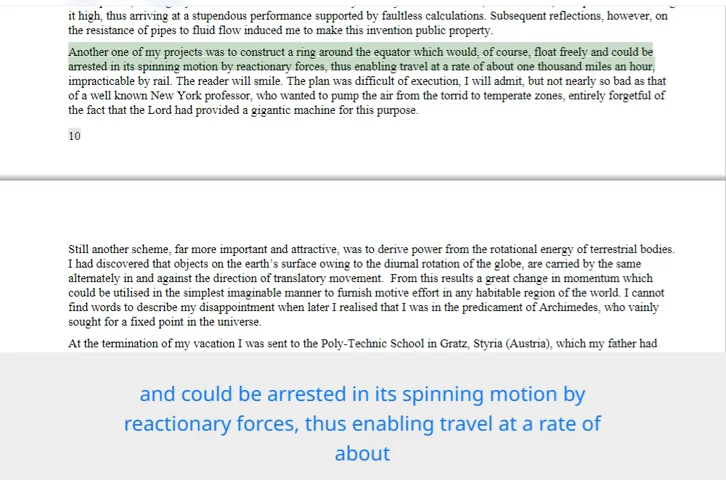 it high, thus arriving at a stupendous performance supported by faultless calculations. Subsequent reflections, however, on
the resistance of pipes to fluid flow induced me to make this invention public property.
Another one of my projects was to construct a ring around the equator which would, of course, float freely and could be
arrested in its spinning motion by reactionary forces, thus enabling travel at a rate of about one thousand miles an hour,
impracticable by rail. The reader will smile. The plan was difficult of execution, I will admit, but not nearly so bad as that
of a well known New York professor, who wanted to pump the air from the torrid to temperate zones, entirely forgetful of
the fact that the Lord had provided a gigantic machine for this purpose.
10
Still another scheme, far more important and attractive, was to derive power from the rotational energy of terrestrial bodies.
I had discovered that objects on the earth's surface owing to the diurnal rotation of the globe, are carried by the same
alternately in and against the direction of translatory movement. From this results a great change in momentum which
could be utilised in the simplest imaginable manner to furnish motive effort in any habitable region of the world. I cannot
find words to describe my disappointment when later I realised that I was in the predicament of Archimedes, who vainly
sought for a fixed point in the universe.
At the termination of my vacation I was sent to the Poly-Technic School in Gratz, Styria (Austria), which my father had
and could be arrested in its spinning motion by
reactionary forces, thus enabling travel at a rate of
about